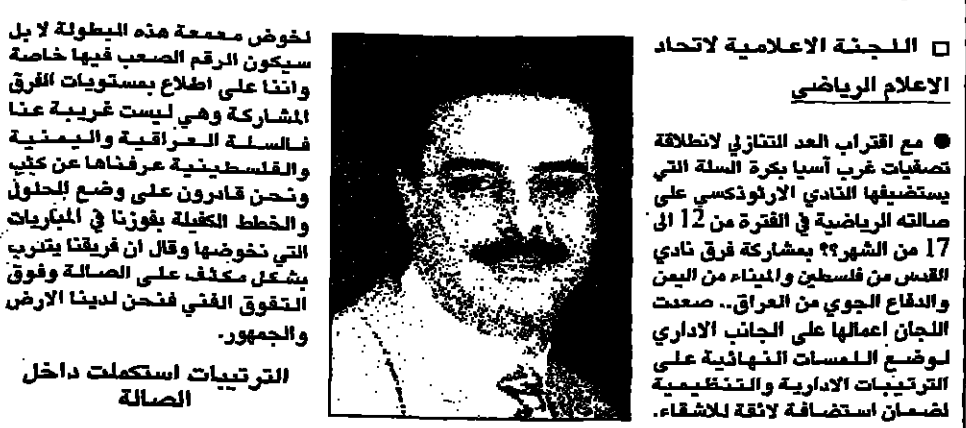 □ اللجنة الاعلامية لاتحاد
الاعلام الرياضي
● مع اقتراب العد التنازلي لانطلاقة
تصفيات غرب آسيا بكرة السلة التي
يستضيفها النادي الارثوذكسي على
صالته الرياضية في الفترة من 12 الى
17 من الشهر؟؟ بمشاركة فرق نادي
القدس من فلسطين والميناء من اليمن
والدفاع الجوي من العراق.. صعدت
اللجان اعمالها على الجانب الاداري
لوضع اللمسات النهائية على
الترتيبات الادارية والتنظيمية
لضمان استضافة لائقة للاشقاء.
لخوض معمعة هذه البطولة لا بل
سيكون الرقم الصعب فيها خاصة
واننا على اطلاع بمستويات الفرق
المشاركة وهي ليست غريبة عنا
فالسلة العراقية واليمنية
والفلسطينية عرفناها عن كثب
ونحن قادرون على وضع الحلول
والخطط الكفيلة بفوزنا في المباريات
التي نخوضها وقال ان فريقنا يتدرب
بشكل مكثف على الصالة وفوق
التفوق الفني فنحن لدينا الارض
والجمهور.
الترتيبات استكملت داخل
الصالة